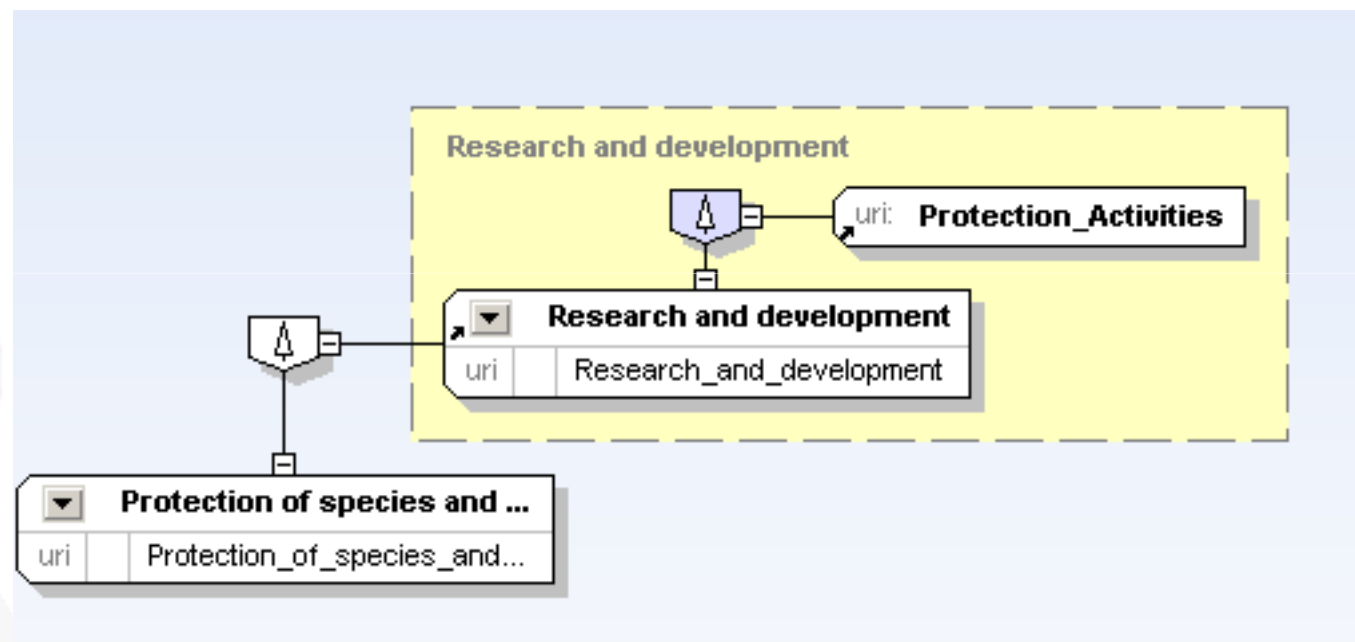 Research and development
uri: Protection_Activities
Research and development
uri Research_and_development
Protection of species and ...
uri Protection_of_species_and...